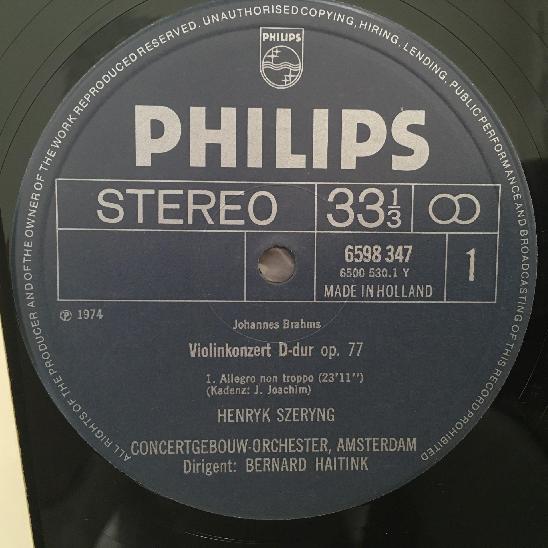 ALL RIGHTS OF THE PRODUCER AND OF THE OWNER OF THE WORK REPRODUCED RESERVED. UNAUTHORISED COPYING, HIRING, LENDING, PUBLIC PERFORMANCE AND BROADCASTING OF THIS RECORD PROHIBITED
PHILIPS
PHILIPS
STEREO
33 1/3
6598 347
6500 530.1 Y
MADE IN HOLLAND
1
℗ 1974
Johannes Brahms
Violinkonzert D-dur op. 77
1. Allegro non troppo (23'11")
(Kadenz: J. Joachim)
HENRYK SZERYNG
CONCERTGEBOUW-ORCHESTER, AMSTERDAM
Dirigent: BERNARD HAITINK